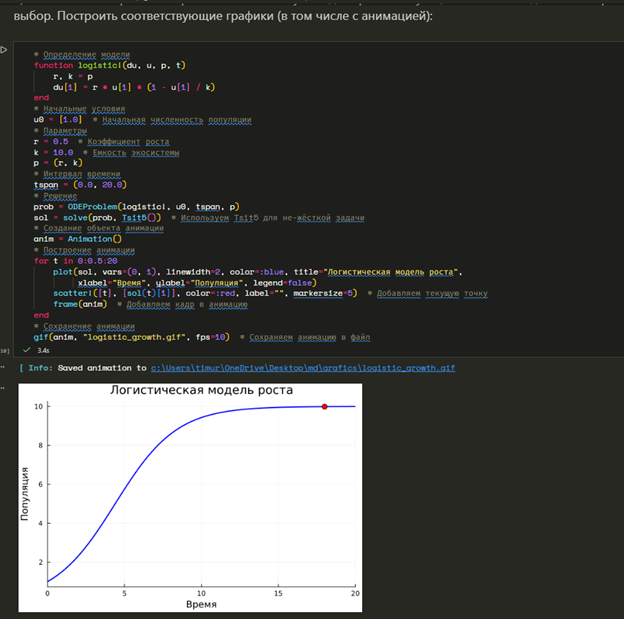 выбор. Построить соответствующие графики (в том числе с анимацией):
# Определение модели
function logistic!(du, u, p, t)
r, k = p
du[1] = r * u[1] * (1 - u[1] / k)
end
# Начальные условия
u0 = [1.0]  # Начальная численность популяции
# Параметры
r = 0.5  # Коэффициент роста
k = 10.0  # Емкость экосистемы
p = (r, k)
# Интервал времени
tspan = (0.0, 20.0)
# Решение
prob = ODEProblem(logistic!, u0, tspan, p)
sol = solve(prob, Tsit5())  # Используем Tsit5 для не-жёсткой задачи
# Создание объекта анимации
anim = Animation()
# Построение анимации
for t in 0:0.5:20
plot(sol, vars=(0, 1), linewidth=2, color=:blue, title="Логистическая модель роста",
xlabel="Время", ylabel="Популяция", legend=false)
scatter!([t], [sol(t)[1]], color=:red, label="", markersize=5)  # Добавляем текущую точку
frame(anim)  # Добавляем кадр в анимацию
end
# Сохранение анимации
gif(anim, "logistic_growth.gif", fps=10)  # Сохраняем анимацию в файл
3.4s
[ Info: Saved animation to c:\Users\timur\OneDrive\Desktop\md\grafics\logistic_growth.gif
Логистическая модель роста
Популяция
10
8
6
4
2
0 5 10 15 20
Время